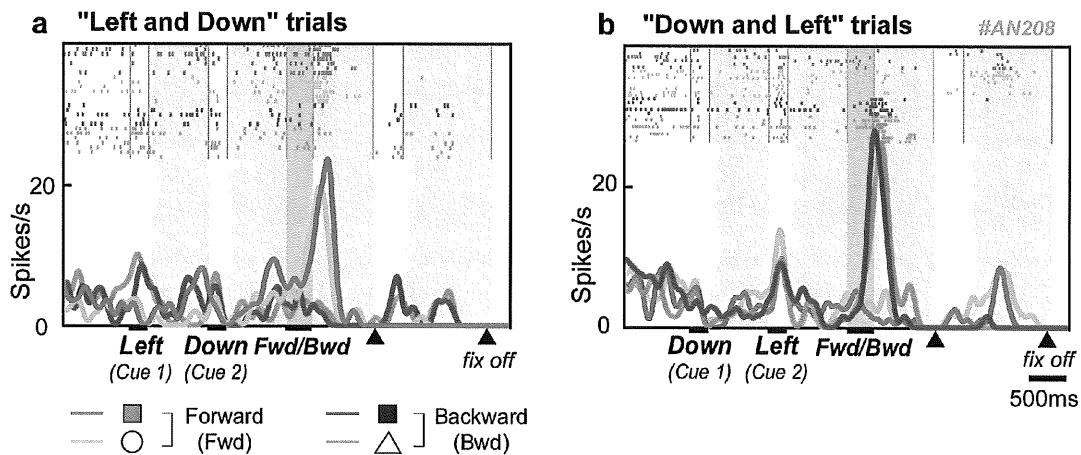 a "Left and Down" trials
b "Down and Left" trials #AN208
20
Spikes/s
0
Left Down Fwd/Bwd
(Cue 1) (Cue 2) fix off
20
Spikes/s
0
Down Left Fwd/Bwd
(Cue 1) (Cue 2) fix off
500ms
Forward
(Fwd)
Backward
(Bwd)